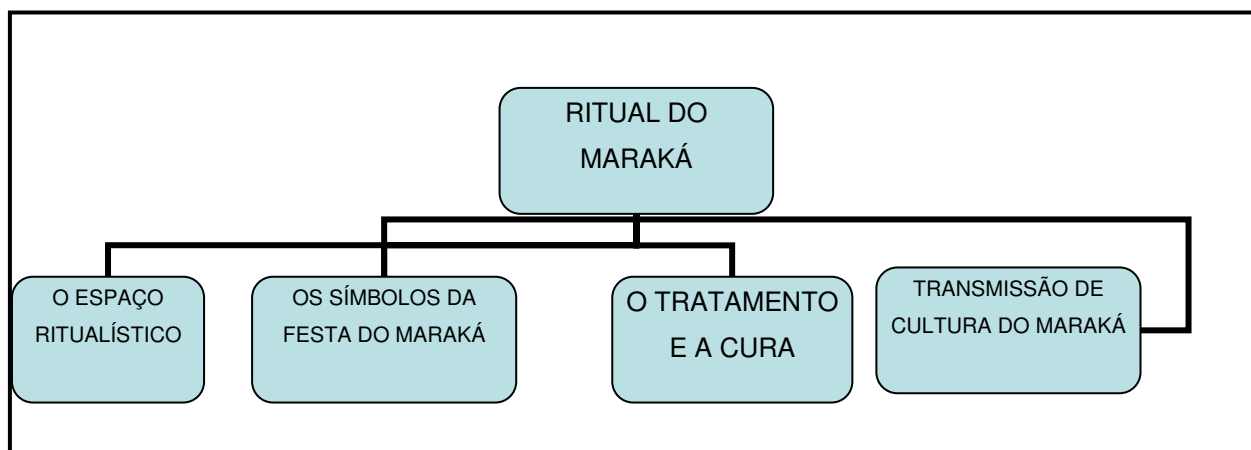 RITUAL DO
MARAKÁ
O ESPAÇO
RITUALÍSTICO
OS SÍMBOLOS DA
FESTA DO MARAKÁ
O TRATAMENTO
E A CURA
TRANSMISSÃO DE
CULTURA DO MARAKÁ